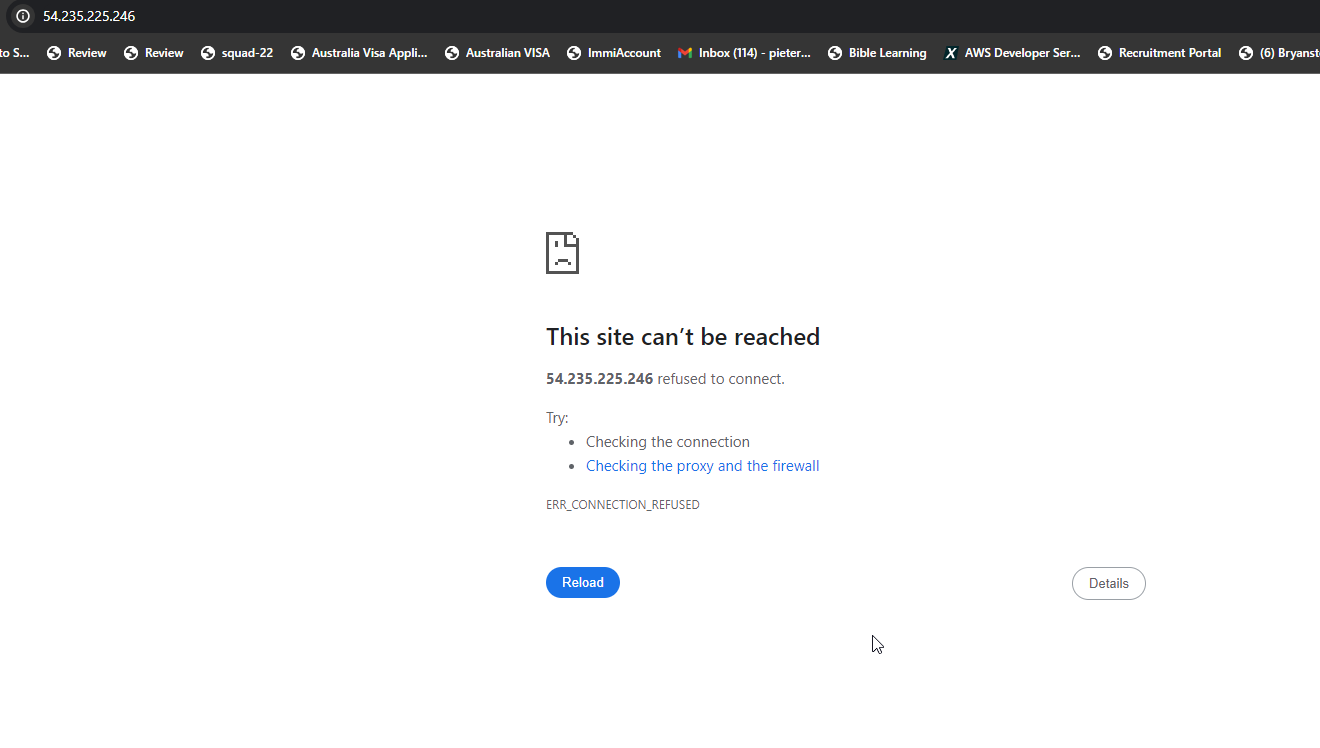 54.235.225.246
to S... Review Review squad-22 Australia Visa Appli... Australian VISA ImmiAccount Inbox (114) - pieter... Bible Learning X AWS Developer Ser... Recruitment Portal (6) Bryanst
This site can’t be reached
54.235.225.246 refused to connect.
Try:
• Checking the connection
• Checking the proxy and the firewall
ERR_CONNECTION_REFUSED
Reload Details